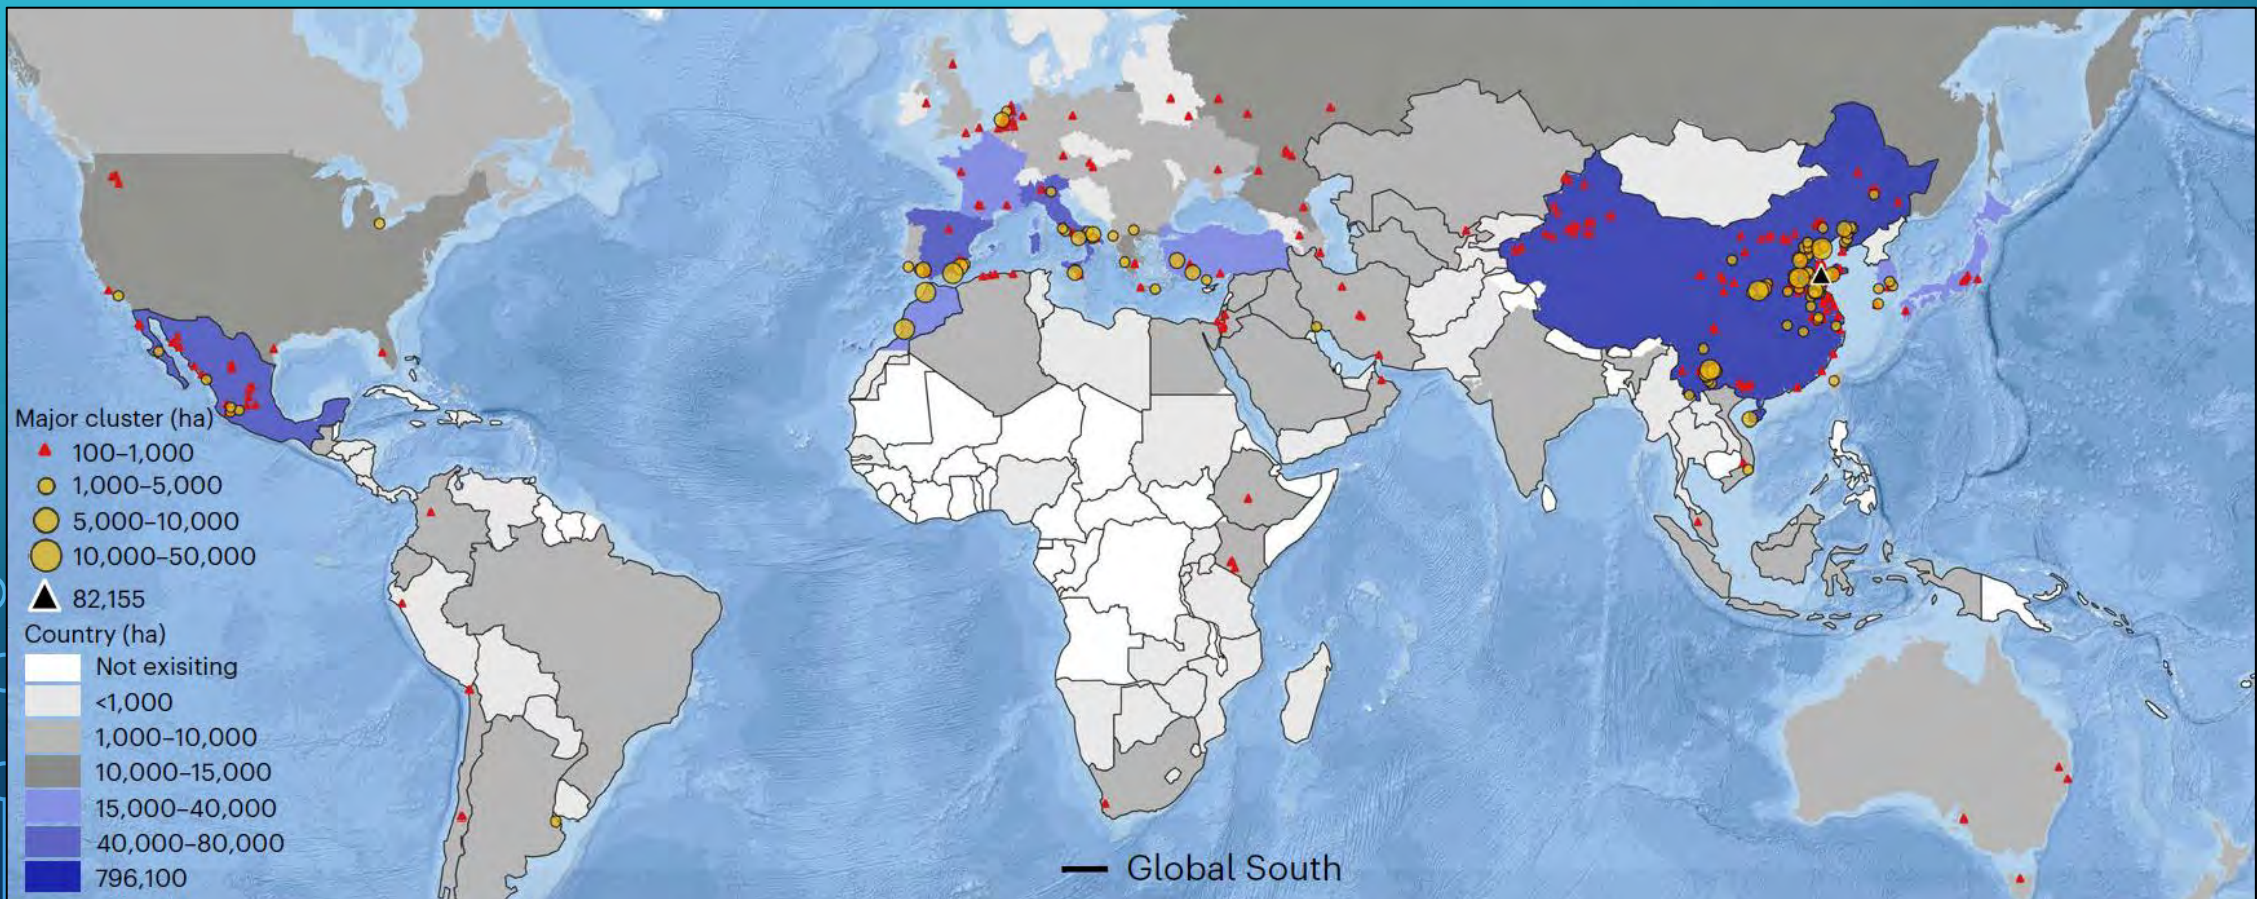 Major cluster (ha)
100–1,000
1,000–5,000
5,000–10,000
10,000–50,000
82,155
Country (ha)
Not exisiting
<1,000
1,000–10,000
10,000–15,000
15,000–40,000
40,000–80,000
796,100
Global South